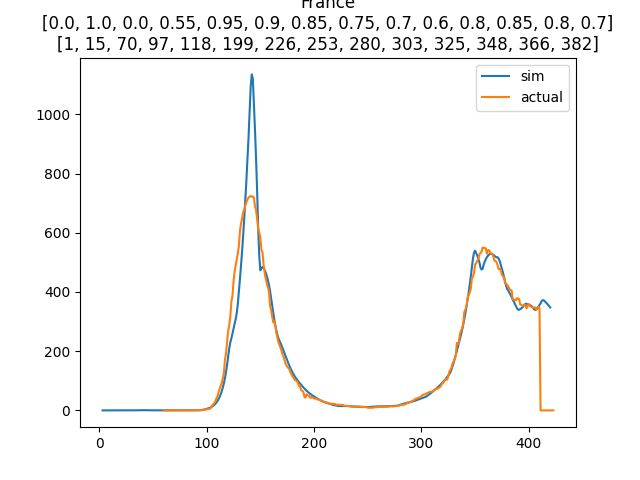 France
[0.0, 1.0, 0.0, 0.55, 0.95, 0.9, 0.85, 0.75, 0.7, 0.6, 0.8, 0.85, 0.8, 0.7]
[1, 15, 70, 97, 118, 199, 226, 253, 280, 303, 325, 348, 366, 382]
sim
actual
1000
800
600
400
200
0
0 100 200 300 400